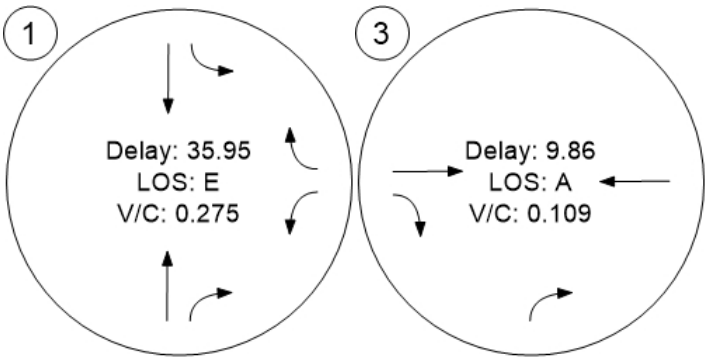 1
Delay: 35.95
LOS: E
V/C: 0.275
3
Delay: 9.86
LOS: A
V/C: 0.109